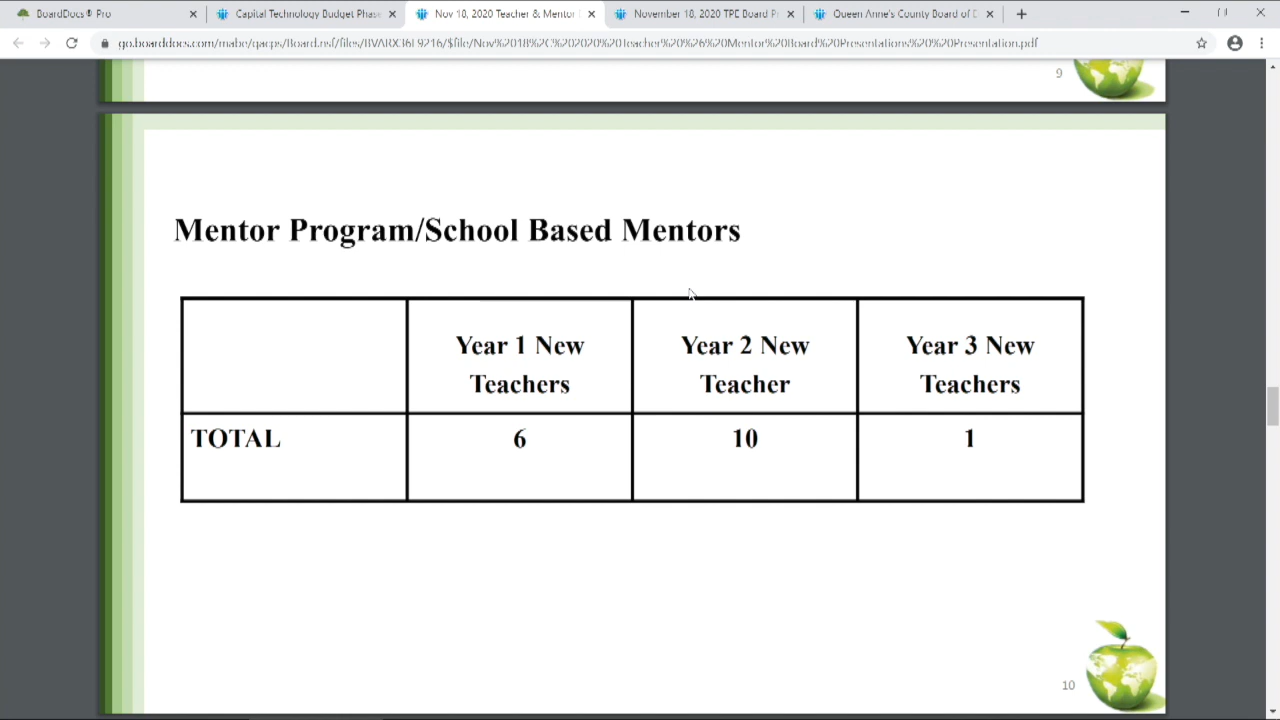 BoardDocs® Pro
Capital Technology Budget Phase
Nov 18, 2020 Teacher & Mentor
November 18, 2020 TPE Board P
Queen Anne's County Board of
9
Mentor Program/School Based Mentors
Year 1 New Teachers
Year 2 New Teacher
Year 3 New Teachers
TOTAL 6 10 1
10